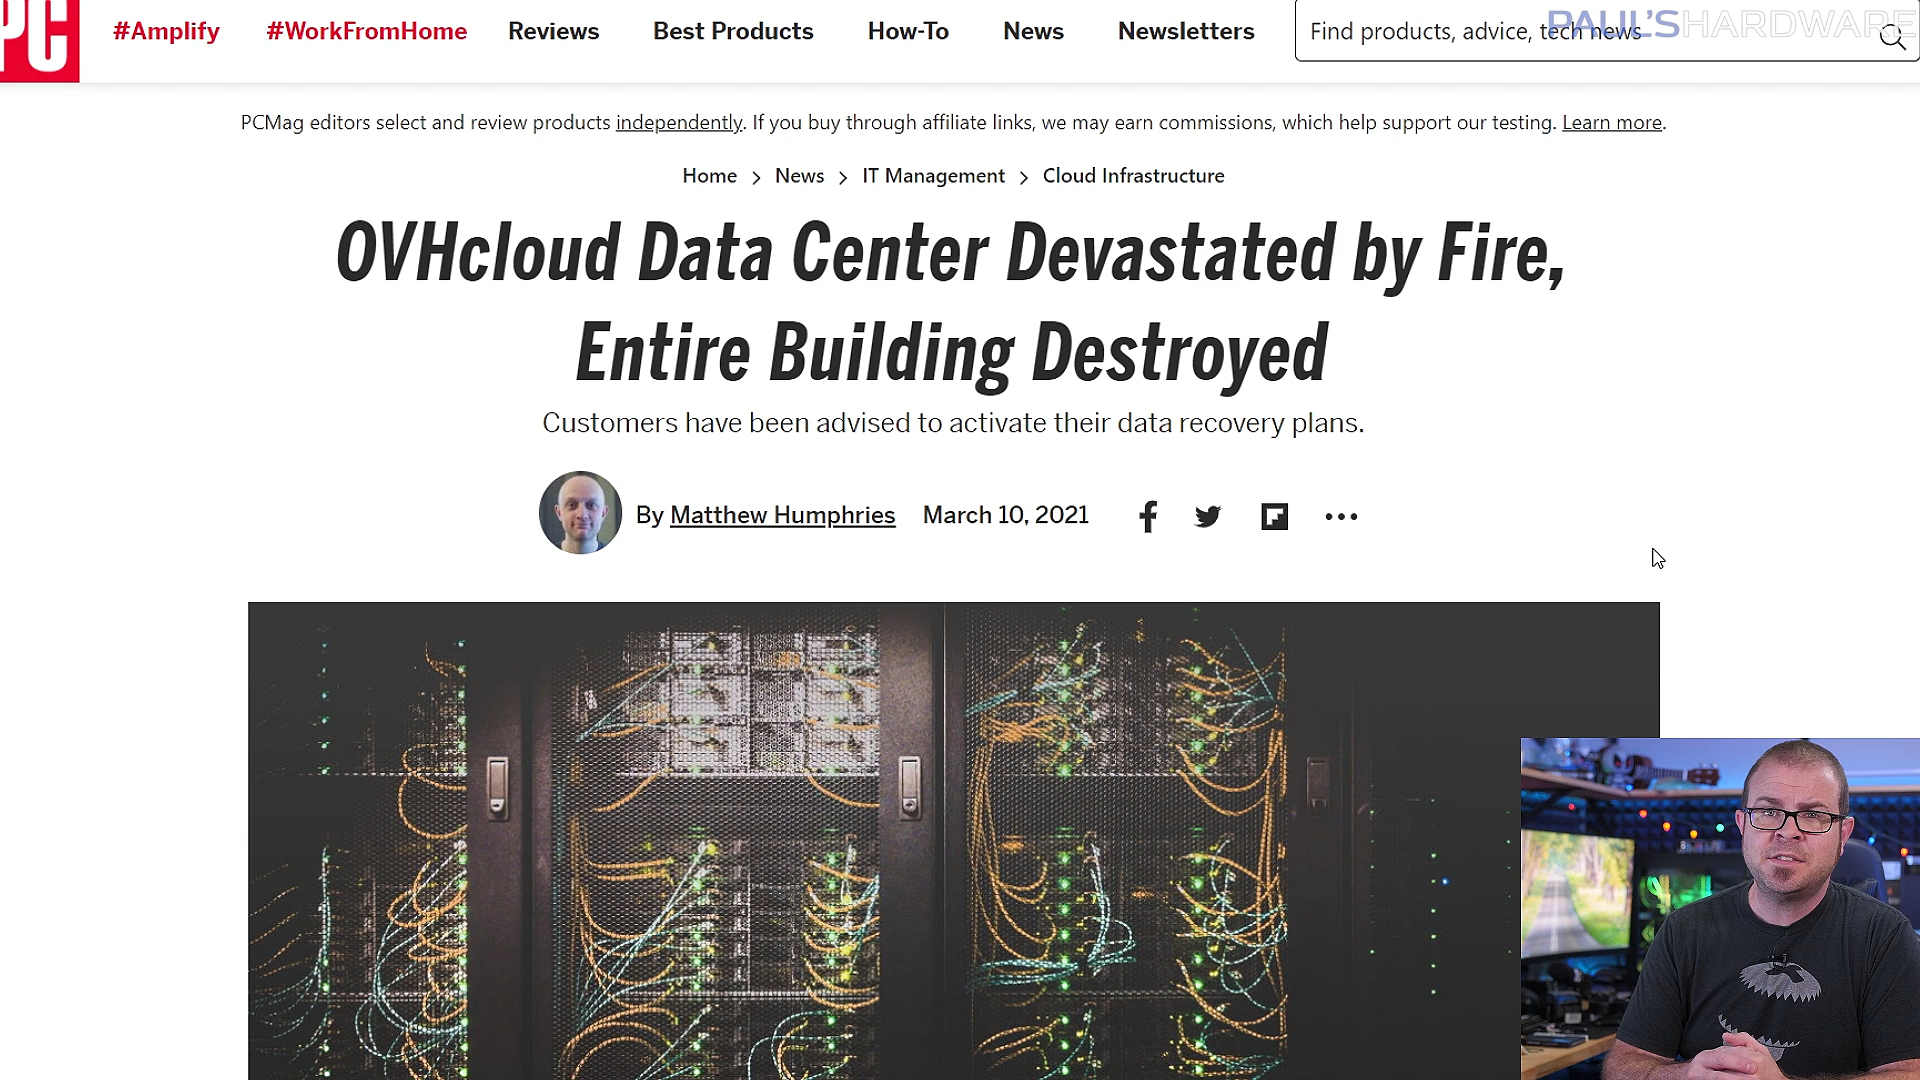 PC
#Amplify #WorkFromHome Reviews Best Products How-To News Newsletters Find products, advice, tech news
PAUL'SHARDWARE
PCMag editors select and review products independently. If you buy through affiliate links, we may earn commissions, which help support our testing. Learn more.
Home > News > IT Management > Cloud Infrastructure
OVHcloud Data Center Devastated by Fire,
Entire Building Destroyed
Customers have been advised to activate their data recovery plans.
By Matthew Humphries March 10, 2021